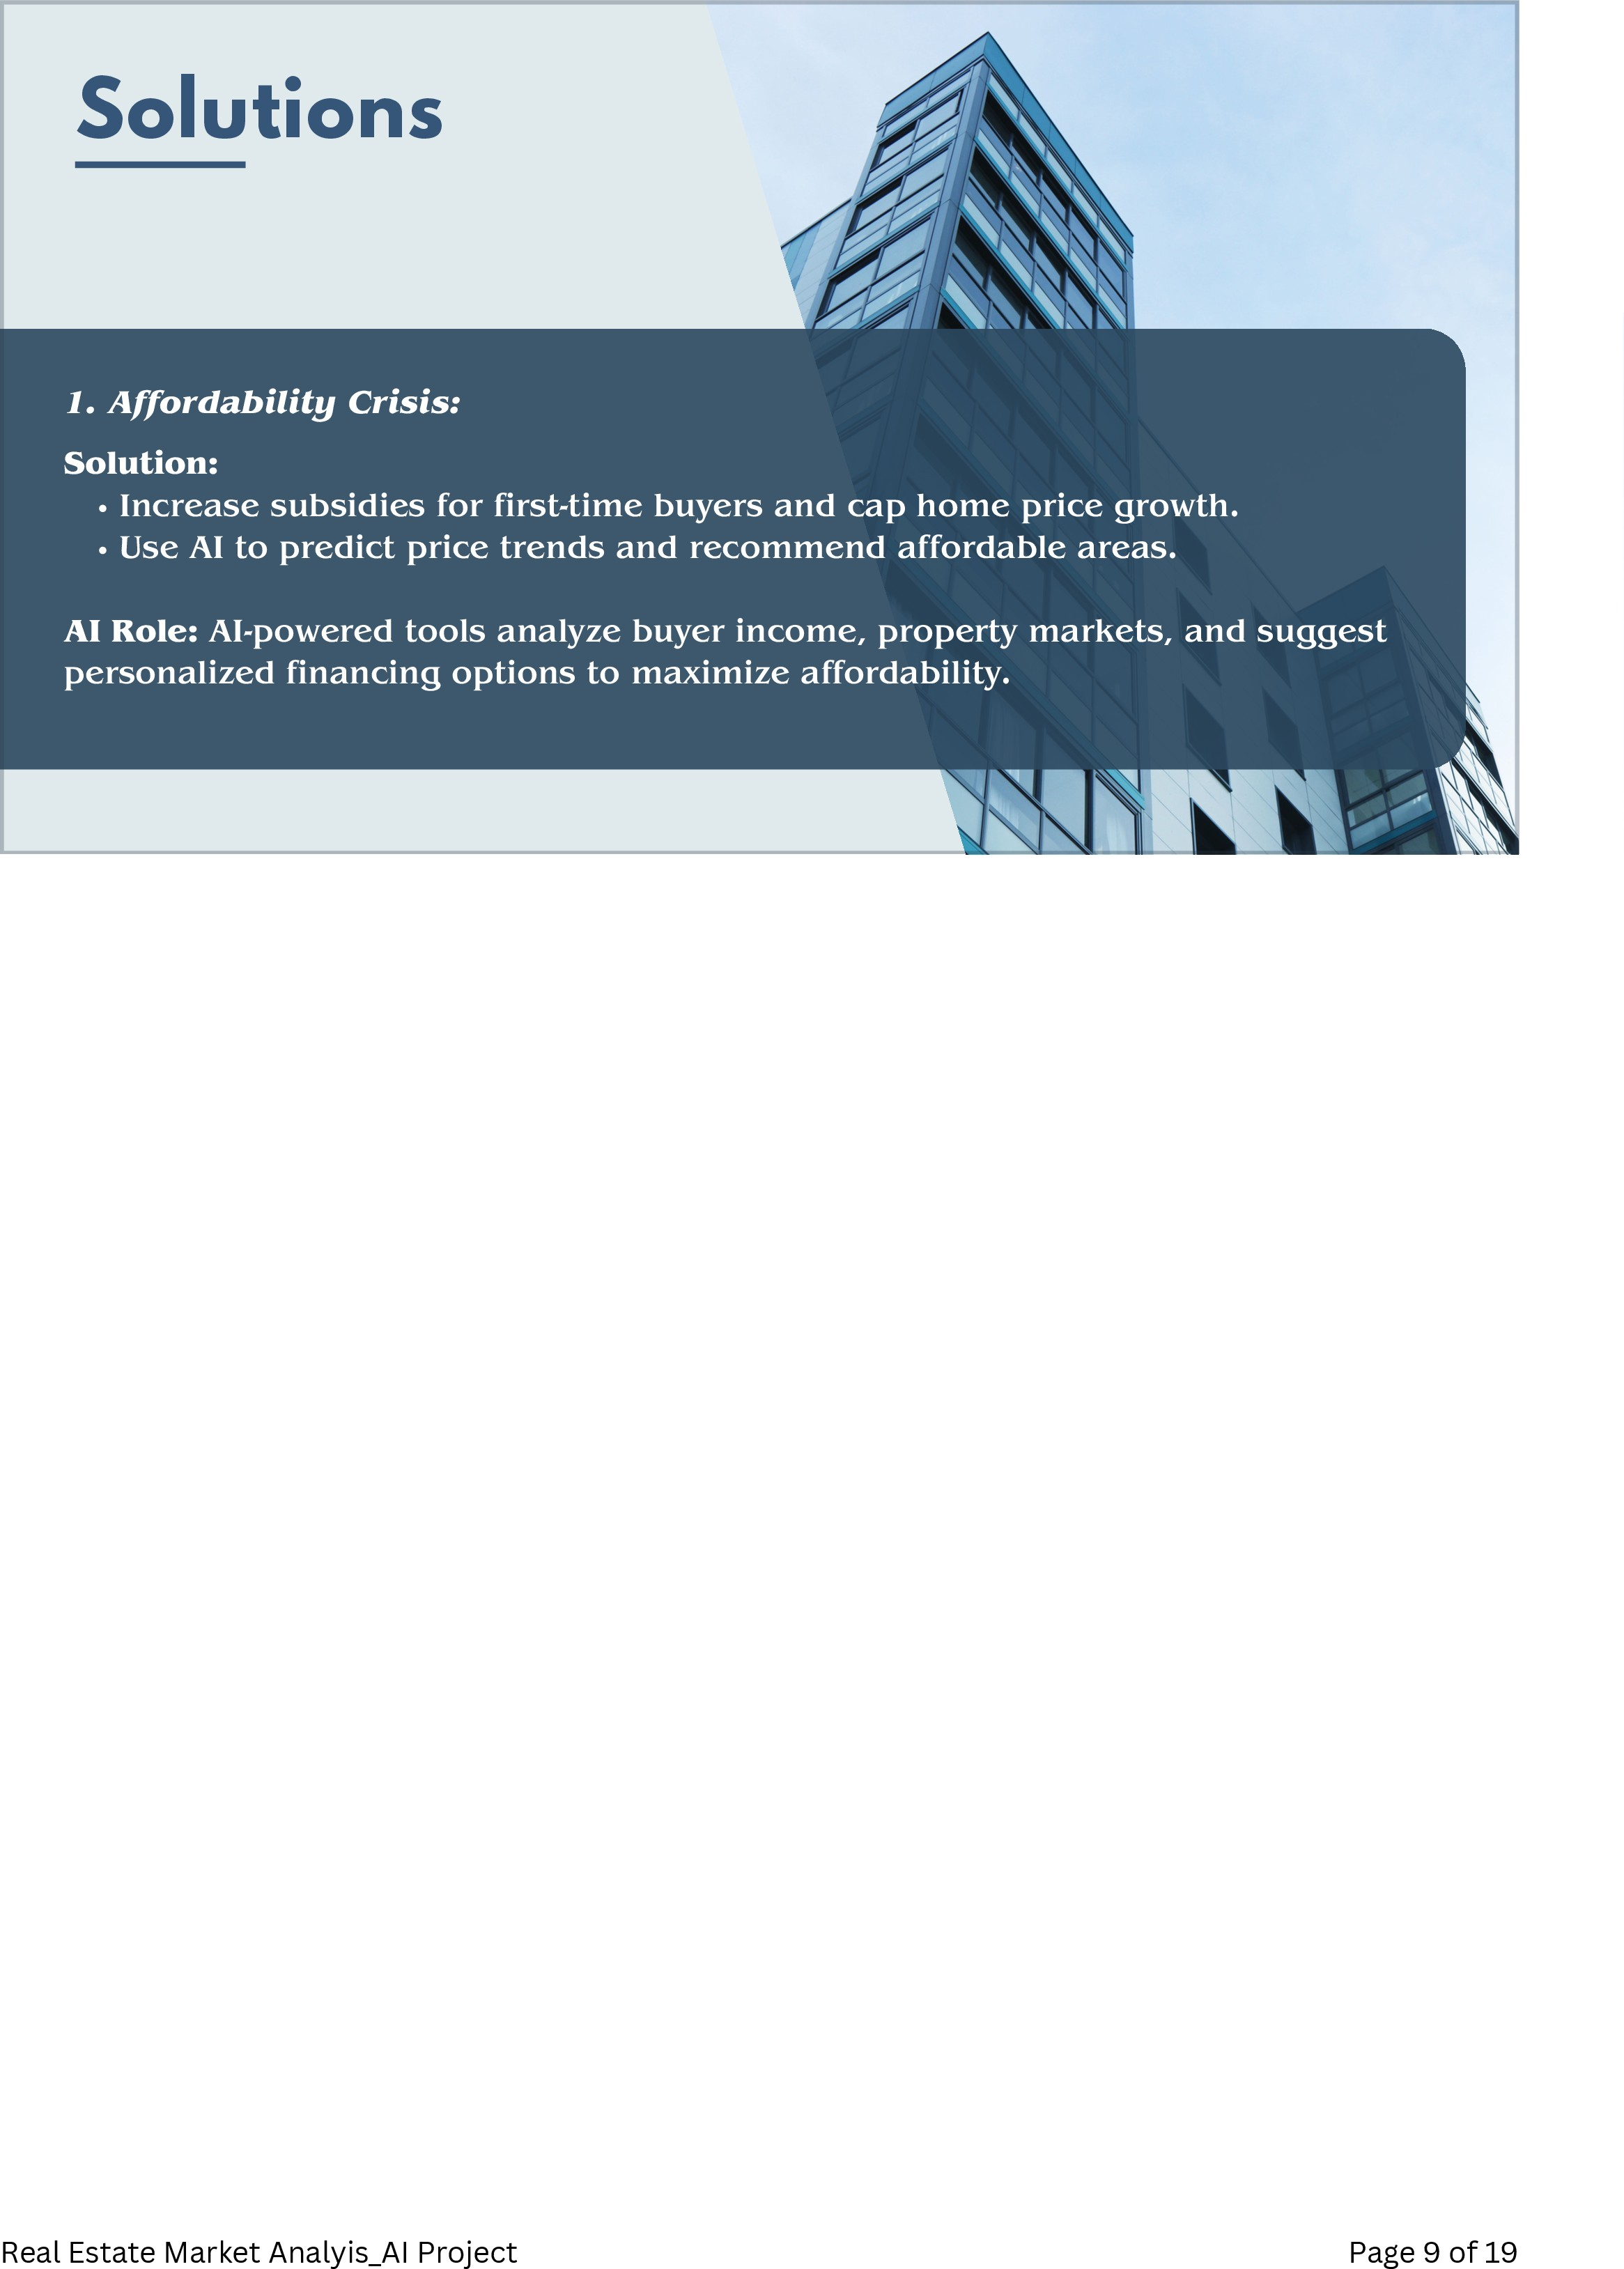 Solutions
1. Affordability Crisis:
Solution:
• Increase subsidies for first-time buyers and cap home price growth.
• Use AI to predict price trends and recommend affordable areas.
AI Role: AI-powered tools analyze buyer income, property markets, and suggest
personalized financing options to maximize affordability.
Real Estate Market Analyis_AI Project
Page 9 of 19